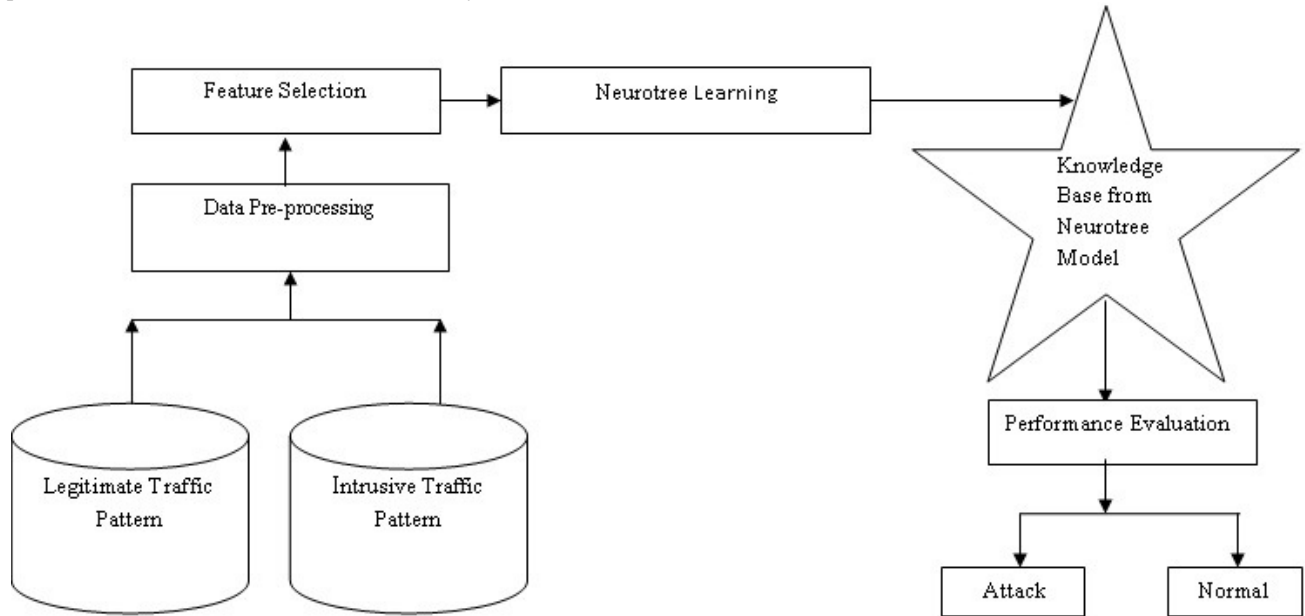 Feature Selection
Neurotree Learning
Knowledge
Base from
Neurotree
Model
Data Pre-processing
Performance Evaluation
Legitimate Traffic
Pattern
Intrusive Traffic
Pattern
Attack
Normal